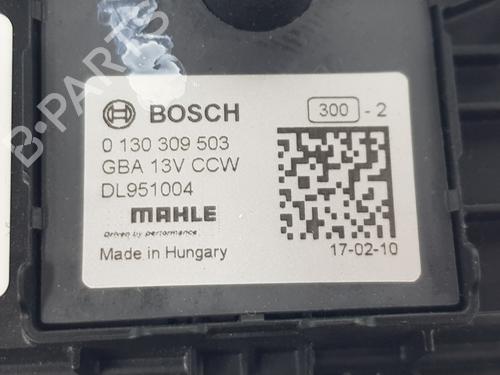 B-PARTS
BOSCH
300 - 2
0 130 309 503
GBA 13V CCW
DL951004
MAHLE
Driven by performance
Made in Hungary
17-02-10